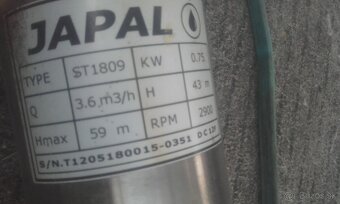 JAPAL
TYPE ST1809 KW 0.75
Q 3.6 m3/h H 43 m
Hmax 59 m RPM 2900
S/N.T1205180015-0351